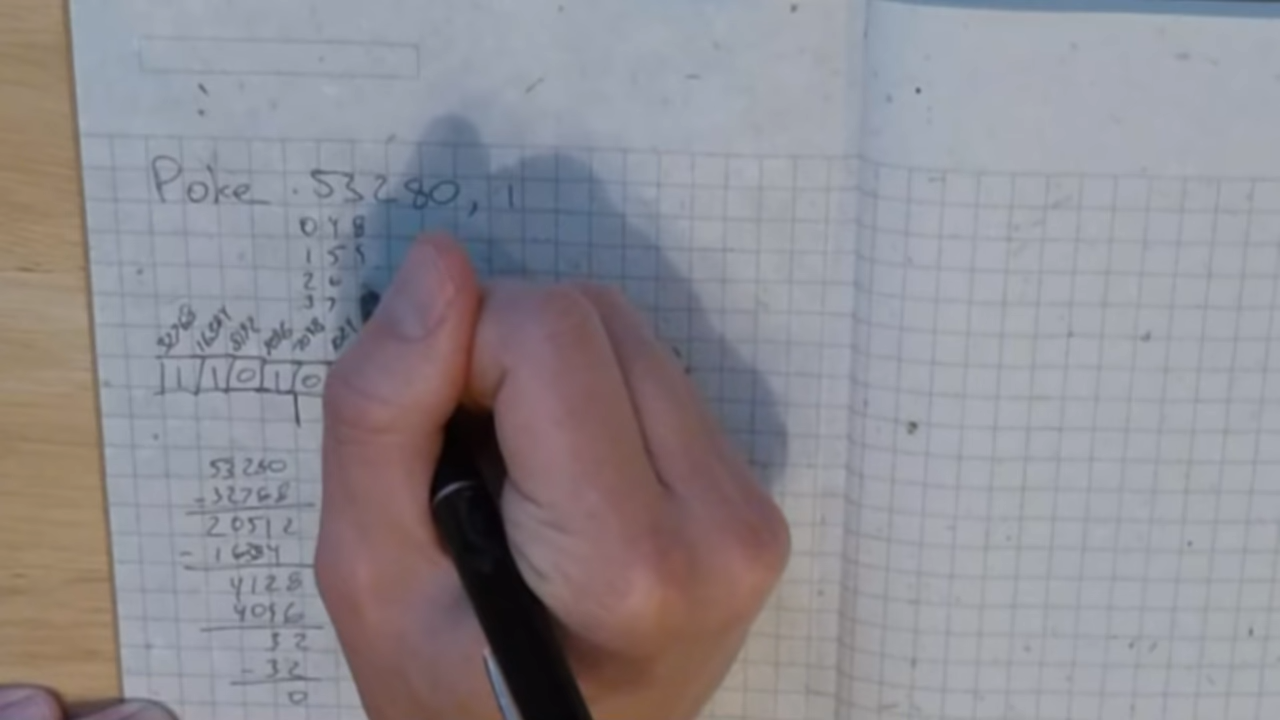 Poke 53280, 1
0 4 8
1 5 9
2 6
3 7
32768 16384 8192 4096 2048 1024
1 1 0 1 0
53280
-32768
20512
-16384
4128
4096
32
-32
0